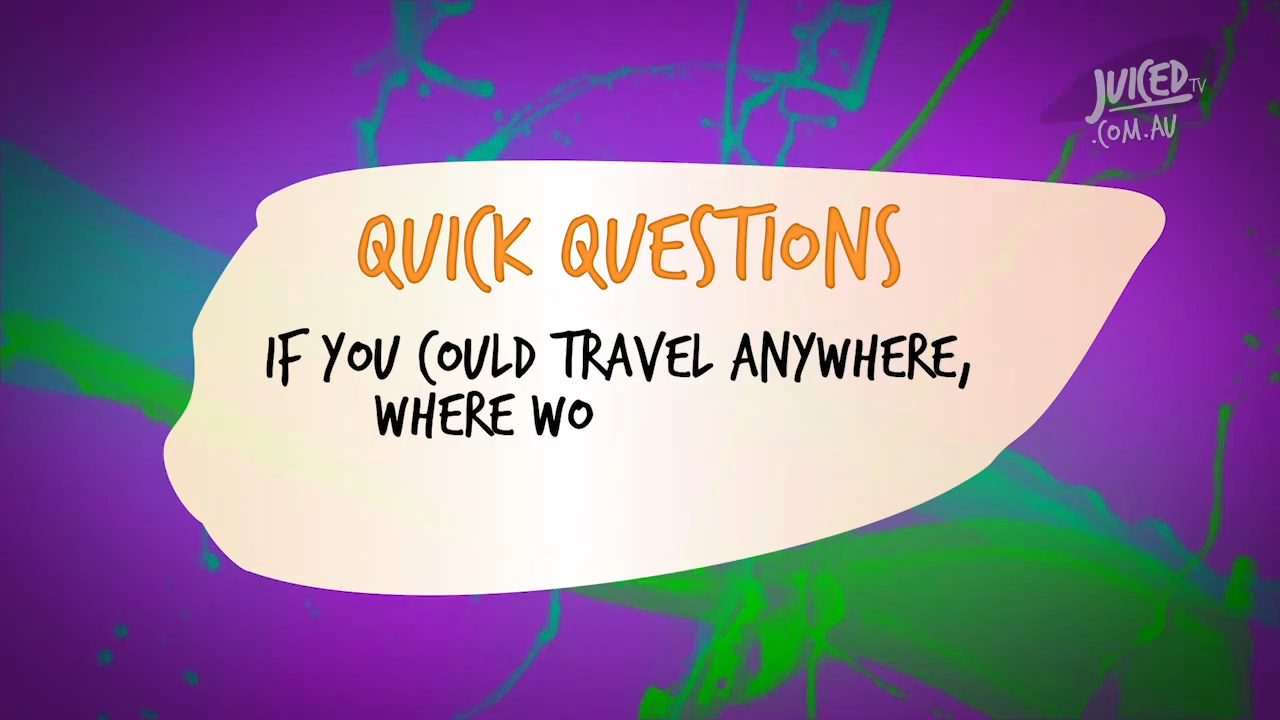 JUICED TV
.COM.AU
QUICK QUESTIONS
IF YOU COULD TRAVEL ANYWHERE,
WHERE WO